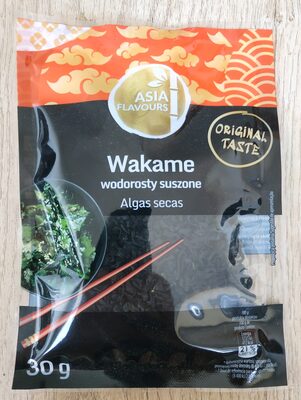 ASIA
FLAVOURS
ORIGINAL
TASTE
Wakame
wodorosty suszone
Algas secas
30 g